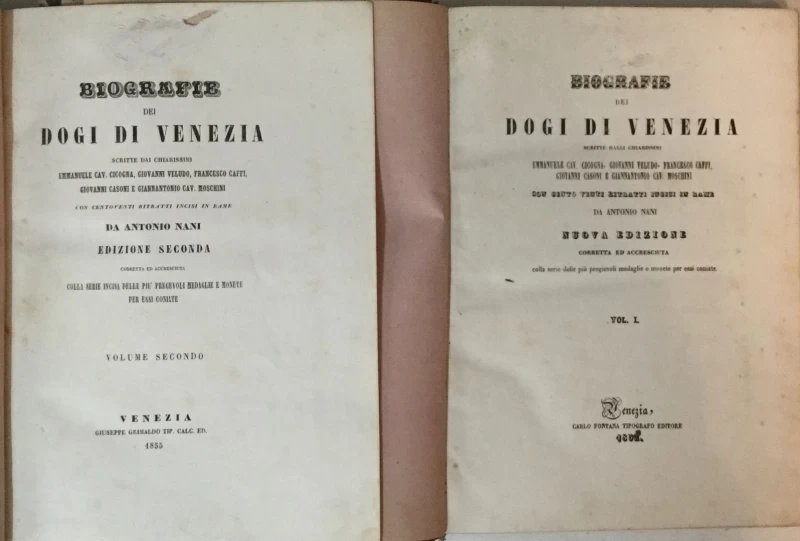 BIOGRAFIE
DEI
DOGI DI VENEZIA
SCRITTE DAI CHIARISSIMI
EMMANUELE CAV. CICOGNA, GIOVANNI VELUDO, FRANCESCO CAFFI,
GIOVANNI CASONI E GIANNANTONIO CAV. MOSCHINI
CON CENTOVENTI RITRATTI INCISI IN RAME
DA ANTONIO NANI
EDIZIONE SECONDA
CORRETTA ED ACCRESCIUTA
COLLA SERIE INCISA DELLE PIU' PREGEVOLI MEDAGLIE E MONETE
PER ESSI CONIATE
VOLUME SECONDO
VENEZIA
GIUSEPPE GRIMALDO TIP. CALC. ED.
1855
BIOGRAFIE
DEI
DOGI DI VENEZIA
SCRITTE DALLI CHIARISSIMI
EMMANUELE CAV. CICOGNA- GIOVANNI VELUDO- FRANCESCO CAFFI,
GIOVANNI CASONI E GIANNANTONIO CAV. MOSCHINI
CON CENTO VENTI RITRATTI INCISI IN RAME
DA ANTONIO NANI
NUOVA EDIZIONE
CORRETTA ED ACCRESCIUTA
colla serie delle più pregievoli medaglie e monete per essi coniate.
VOL. I.
Venezia,
CARLO FONTANA TIPOGRAFO EDITORE